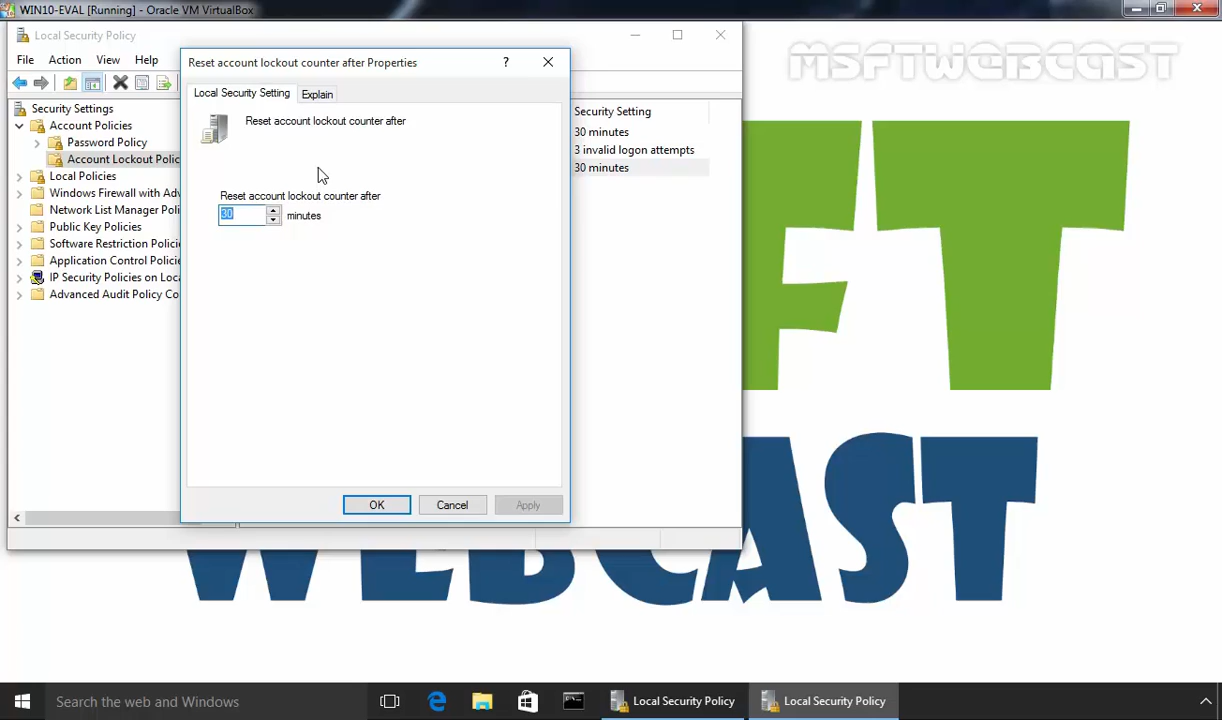 WIN10-EVAL [Running] - Oracle VM VirtualBox
Local Security Policy
File Action View Help
Security Settings
Account Policies
Password Policy
Account Lockout Polic
Local Policies
Windows Firewall with Adv
Network List Manager Poli
Public Key Policies
Software Restriction Polici
Application Control Polici
IP Security Policies on Loca
Advanced Audit Policy Co
Reset account lockout counter after Properties
?
Local Security Setting Explain
Reset account lockout counter after
Reset account lockout counter after
30 minutes
OK Cancel Apply
Security Setting
30 minutes
3 invalid logon attempts
30 minutes
MSFTWEBCAST
FT
WEBCAST
Search the web and Windows
Local Security Policy
Local Security Policy